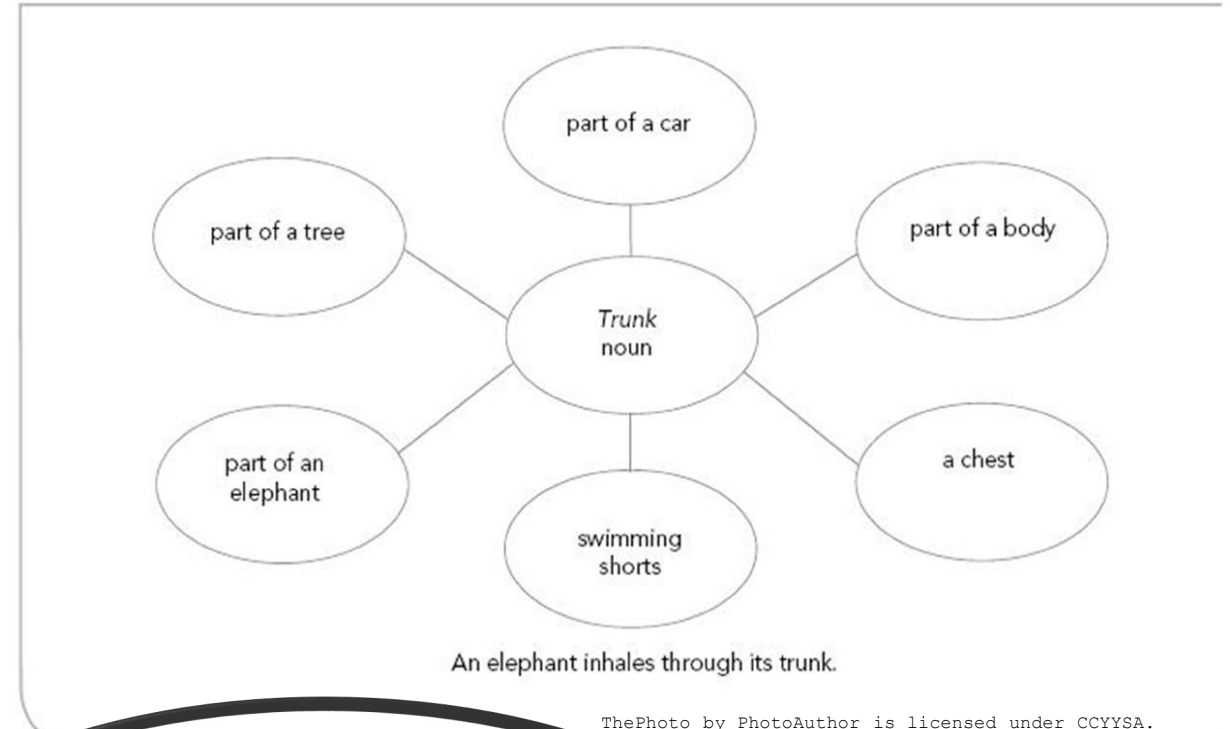 part of a car
part of a tree
part of a body
Trunk
noun
part of an
elephant
a chest
swimming
shorts
An elephant inhales through its trunk.
ThePhoto by PhotoAuthor is licensed under CCYYSA.